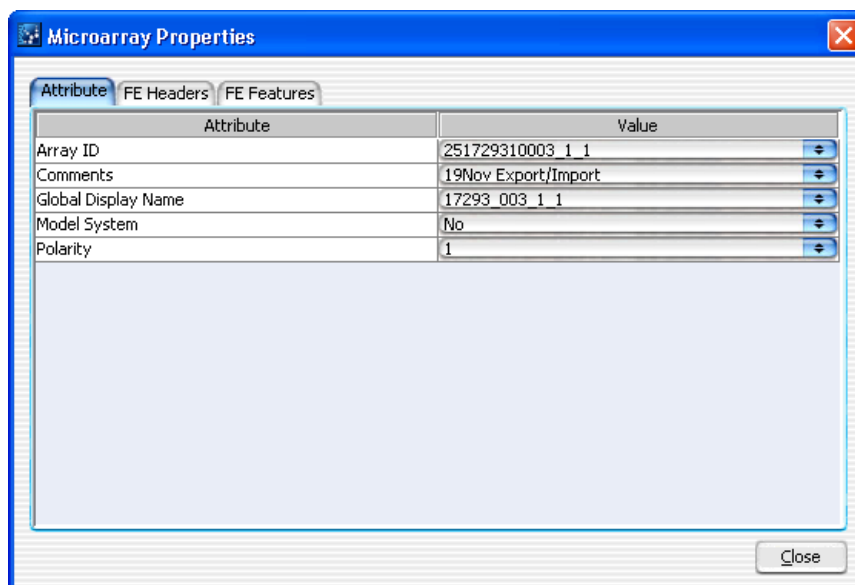 Microarray Properties
Attribute FE Headers FE Features
Attribute Value
Array ID 251729310003_1_1
Comments 19Nov Export/Import
Global Display Name 17293_003_1_1
Model System No
Polarity 1
Close